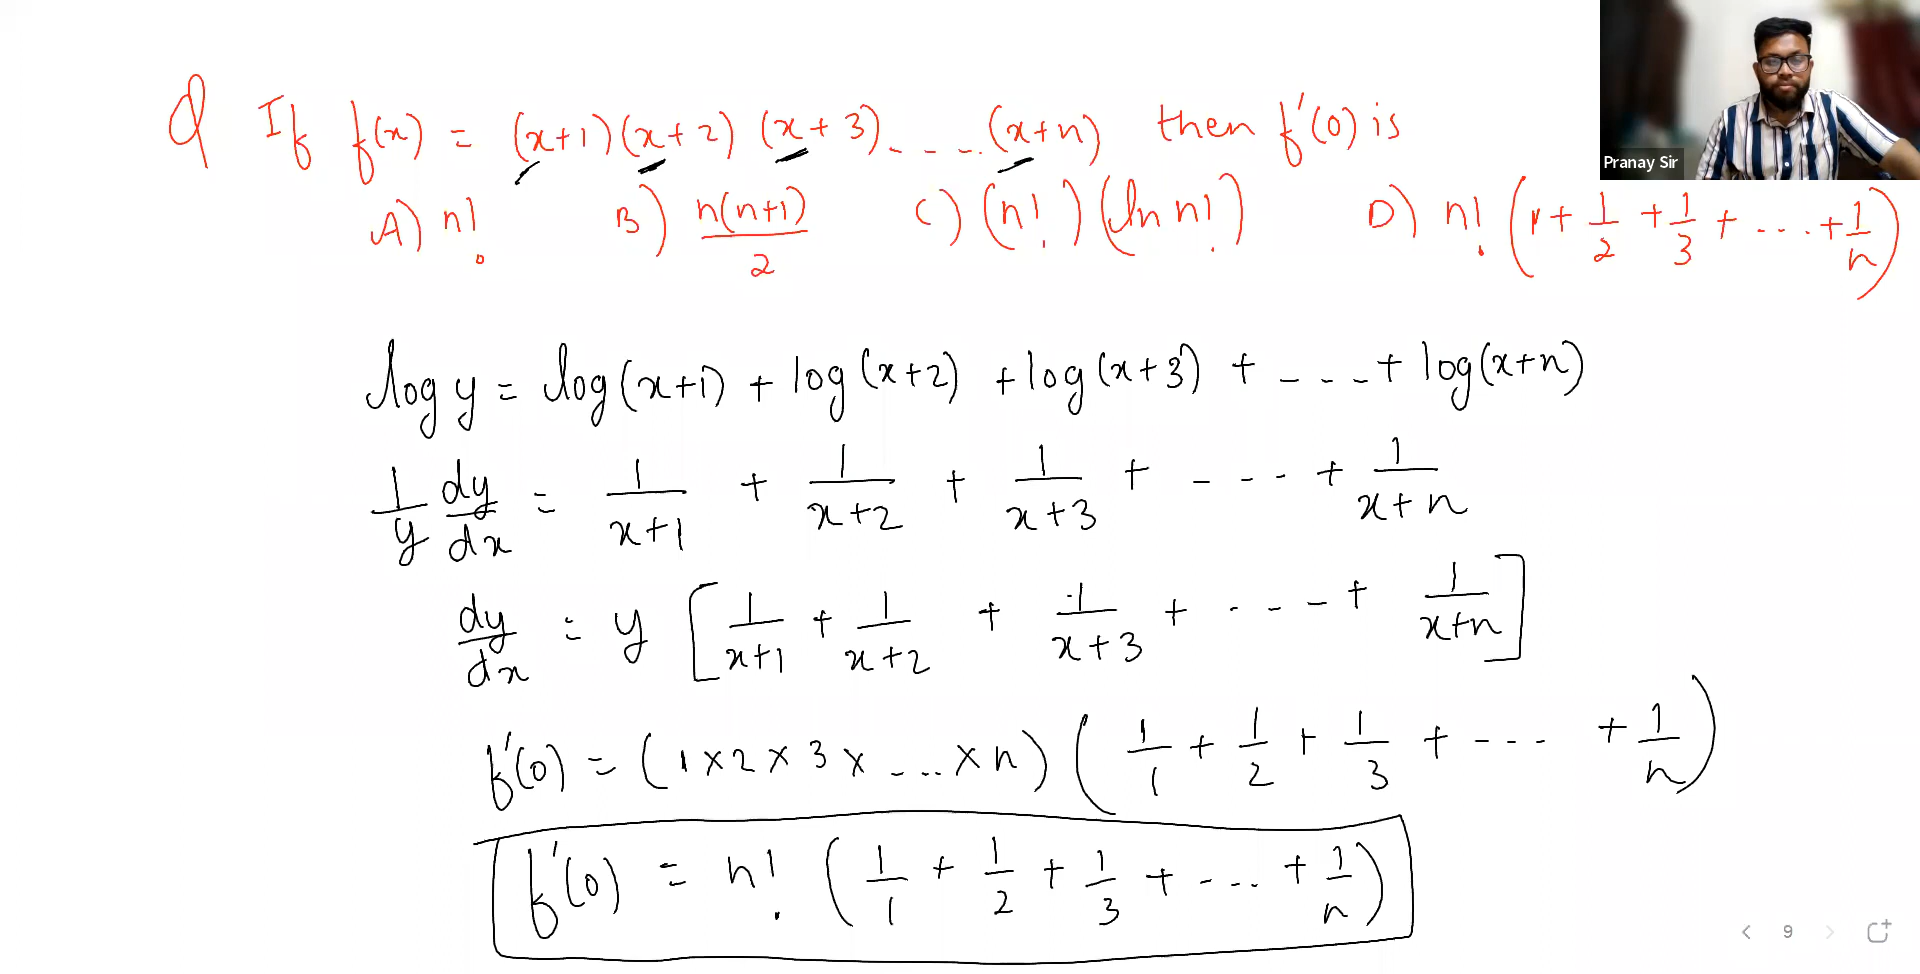 Q If f(x) = (x+1)(x+2)(x+3)- - - -(x+n) then f'(0) is
Pranay Sir
A) n! B) n(n+1)/2 C) (n!)(ln n!) D) n! (1 + 1/2 + 1/3 + ... + 1/n)
log y = log(x+1) + log(x+2) + log(x+3) + - - - + log(x+n)
1/y dy/dx = 1/(x+1) + 1/(x+2) + 1/(x+3) + - - - - + 1/(x+n)
dy/dx = y [1/(x+1) + 1/(x+2) + 1/(x+3) + - - - - + 1/(x+n)]
f'(0) = (1 x 2 x 3 x - ... x n) (1/1 + 1/2 + 1/3 + - - - + 1/n)
f'(0) = n! (1/1 + 1/2 + 1/3 + - ... + 1/n)
< 9 >